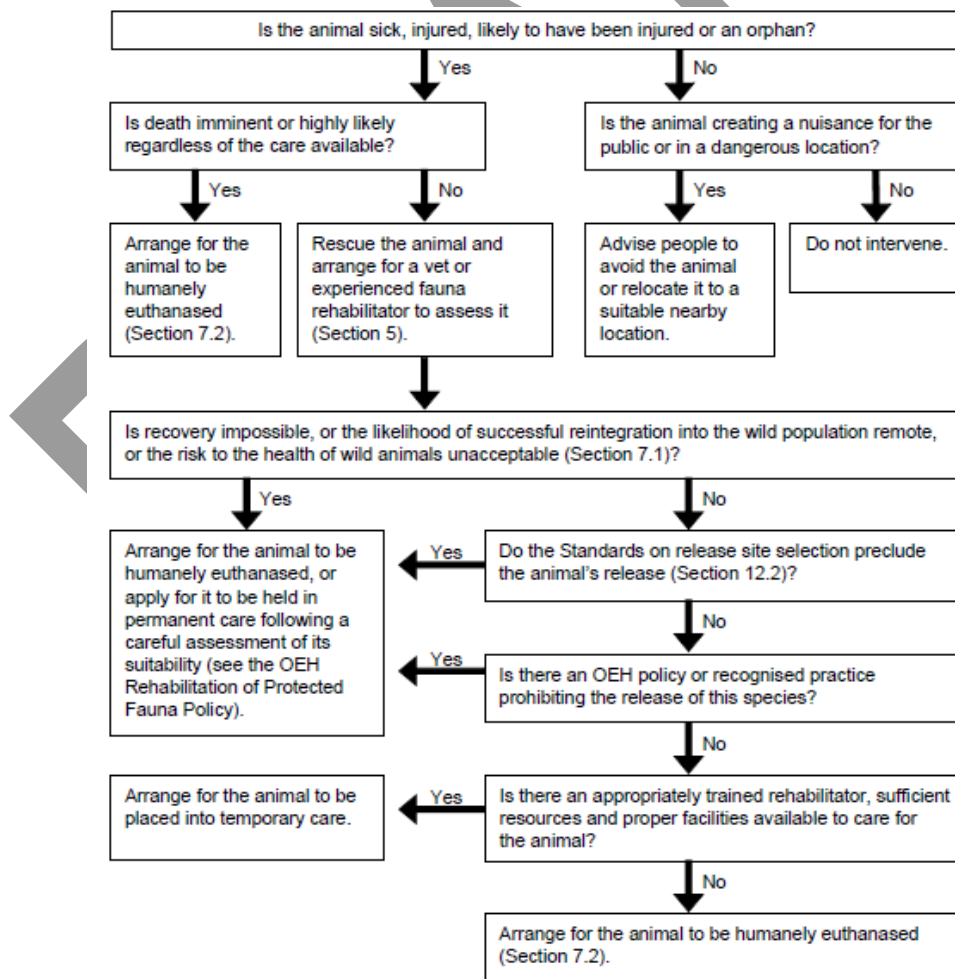 Is the animal sick, injured, likely to have been injured or an orphan?
Yes
No
Is death imminent or highly likely
regardless of the care available?
Is the animal creating a nuisance for the
public or in a dangerous location?
Yes
No
Yes
No
Arrange for the
animal to be
humanely
euthanased
(Section 7.2).
Rescue the animal and
arrange for a vet or
experienced fauna
rehabilitator to assess it
(Section 5).
Advise people to
avoid the animal
or relocate it to a
suitable nearby
location.
Do not intervene.
Is recovery impossible, or the likelihood of successful reintegration into the wild population remote,
or the risk to the health of wild animals unacceptable (Section 7.1)?
Yes
No
Arrange for the animal to be
humanely euthanased, or
apply for it to be held in
permanent care following a
careful assessment of its
suitability (see the OEH
Rehabilitation of Protected
Fauna Policy).
Yes
Do the Standards on release site selection preclude
the animal's release (Section 12.2)?
No
Yes
Is there an OEH policy or recognised practice
prohibiting the release of this species?
No
Arrange for the animal to be
placed into temporary care.
Yes
Is there an appropriately trained rehabilitator, sufficient
resources and proper facilities available to care for
the animal?
No
Arrange for the animal to be humanely euthanased
(Section 7.2).